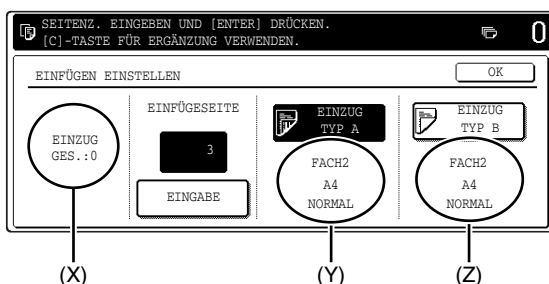 SEITENZ. EINGEBEN UND [ENTER] DRÜCKEN.
[C]-TASTE FÜR ERGÄNZUNG VERWENDEN.
0
EINFÜGEN EINSTELLEN
OK
EINZUG
GES.:0
EINFÜGESEITE
3
EINGABE
EINZUG
TYP A
FACH2
A4
NORMAL
EINZUG
TYP B
FACH2
A4
NORMAL
(X)
(Y)
(Z)